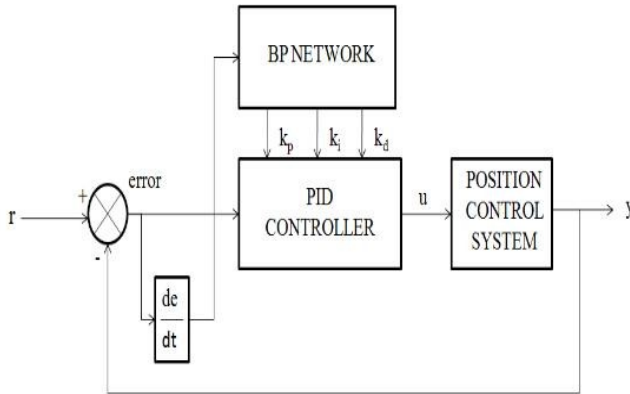 BP NETWORK
k_p k_i k_d
error
+
r
-
PID
CONTROLLER
u
POSITION
CONTROL
SYSTEM
y
de
dt